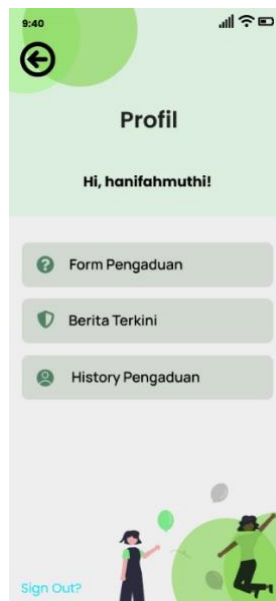 9:40
Profil
Hi, hanifahmuthi!
Form Pengaduan
Berita Terkini
History Pengaduan
Sign Out?